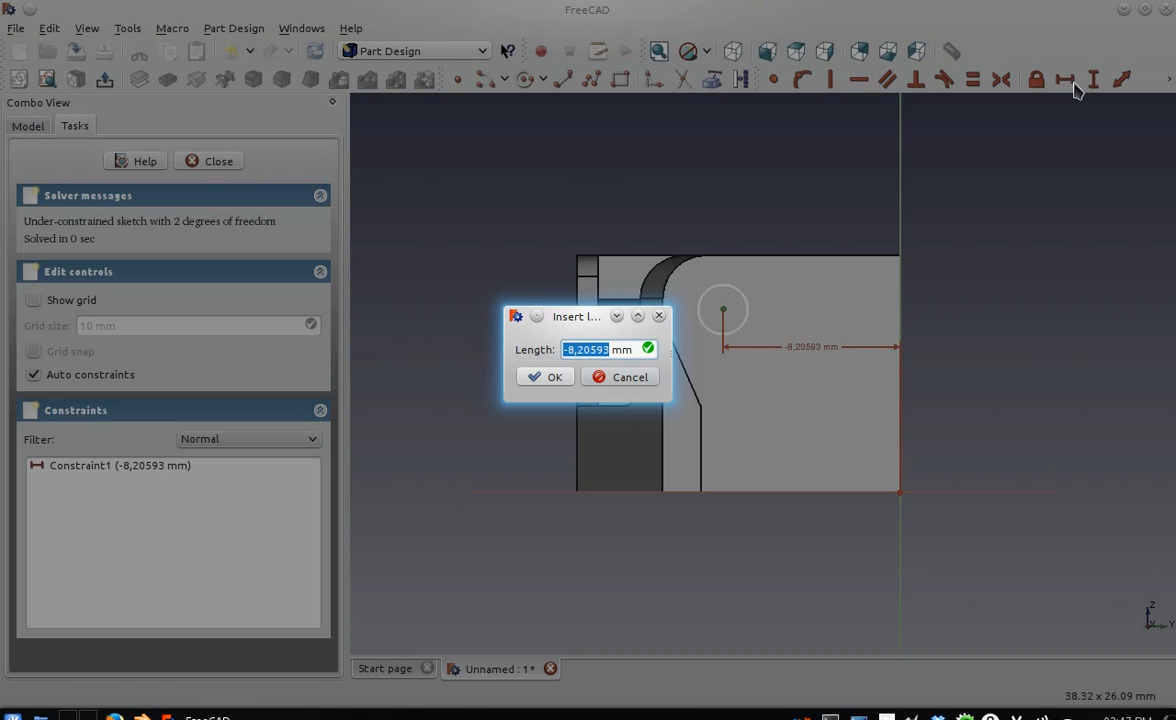 FreeCAD
File Edit View Tools Macro Part Design Windows Help
Part Design
Combo View
Model Tasks
Help Close
Solver messages
Under-constrained sketch with 2 degrees of freedom
Solved in 0 sec
Edit controls
Show grid
Grid size: 10 mm
Grid snap
Auto constraints
Constraints
Filter: Normal
Constraint1 (-8,20593 mm)
Insert l...
Length: -8,20593 mm
OK Cancel
-8,20593 mm
Z
X Y
Start page Unnamed : 1*
38.32 x 26.09 mm
FreeCAD